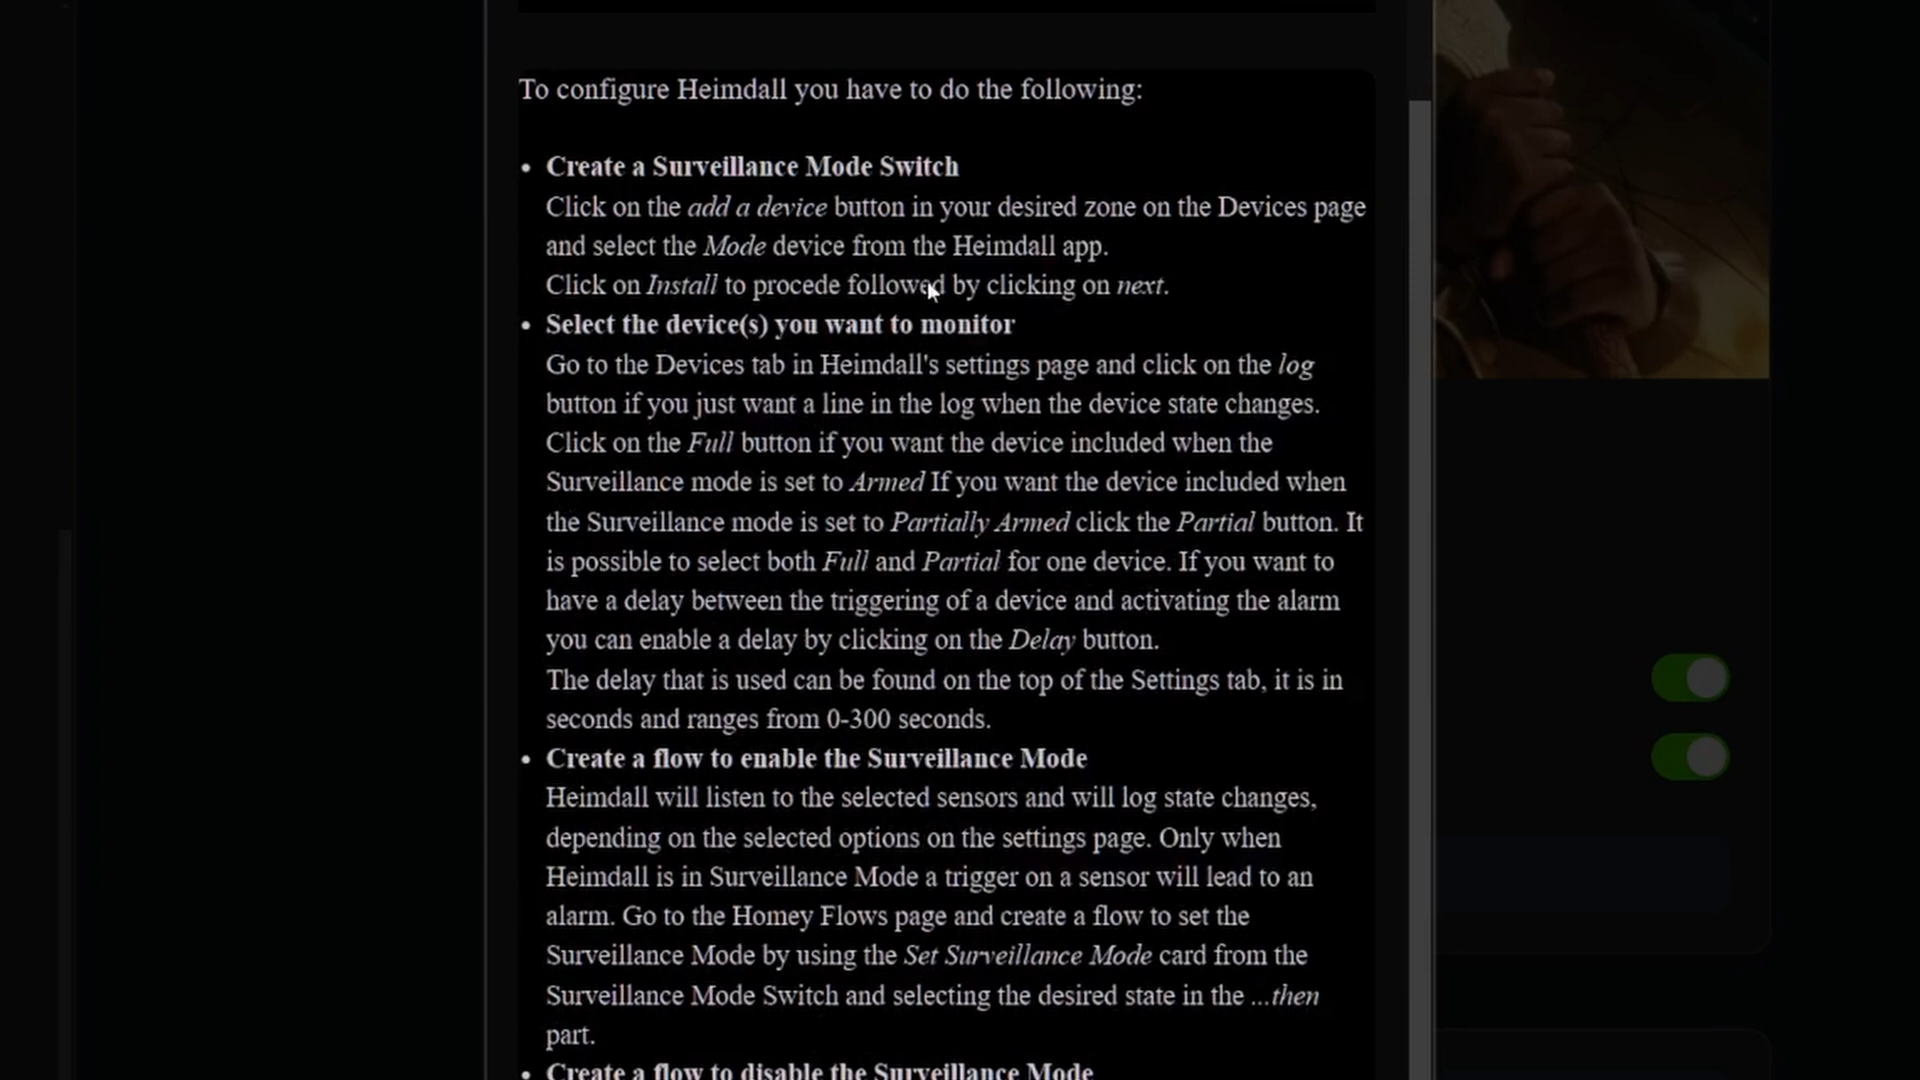 To configure Heimdall you have to do the following:
• Create a Surveillance Mode Switch
Click on the add a device button in your desired zone on the Devices page
and select the Mode device from the Heimdall app.
Click on Install to procede followed by clicking on next.
• Select the device(s) you want to monitor
Go to the Devices tab in Heimdall's settings page and click on the log
button if you just want a line in the log when the device state changes.
Click on the Full button if you want the device included when the
Surveillance mode is set to Armed If you want the device included when
the Surveillance mode is set to Partially Armed click the Partial button. It
is possible to select both Full and Partial for one device. If you want to
have a delay between the triggering of a device and activating the alarm
you can enable a delay by clicking on the Delay button.
The delay that is used can be found on the top of the Settings tab, it is in
seconds and ranges from 0-300 seconds.
• Create a flow to enable the Surveillance Mode
Heimdall will listen to the selected sensors and will log state changes,
depending on the selected options on the settings page. Only when
Heimdall is in Surveillance Mode a trigger on a sensor will lead to an
alarm. Go to the Homey Flows page and create a flow to set the
Surveillance Mode by using the Set Surveillance Mode card from the
Surveillance Mode Switch and selecting the desired state in the ...then
part.
• Create a flow to disable the Surveillance Mode